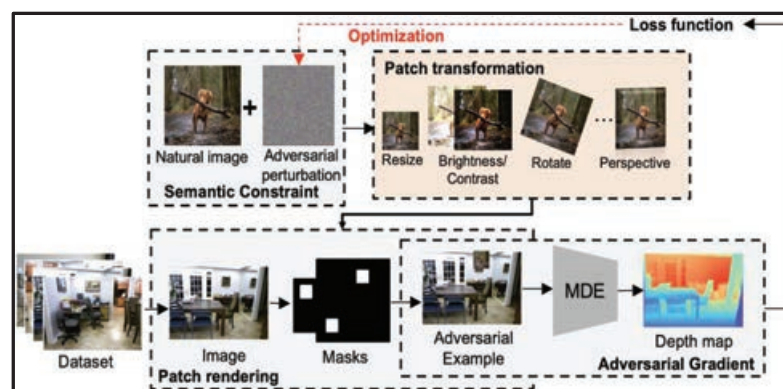 Loss function
Optimization
Patch transformation
Natural image
+
Adversarial
perturbation
Semantic Constraint
Resize
Brightness/
Contrast
Rotate
...
Perspective
Dataset
Image
Patch rendering
Masks
Adversarial
Example
MDE
Depth map
Adversarial Gradient